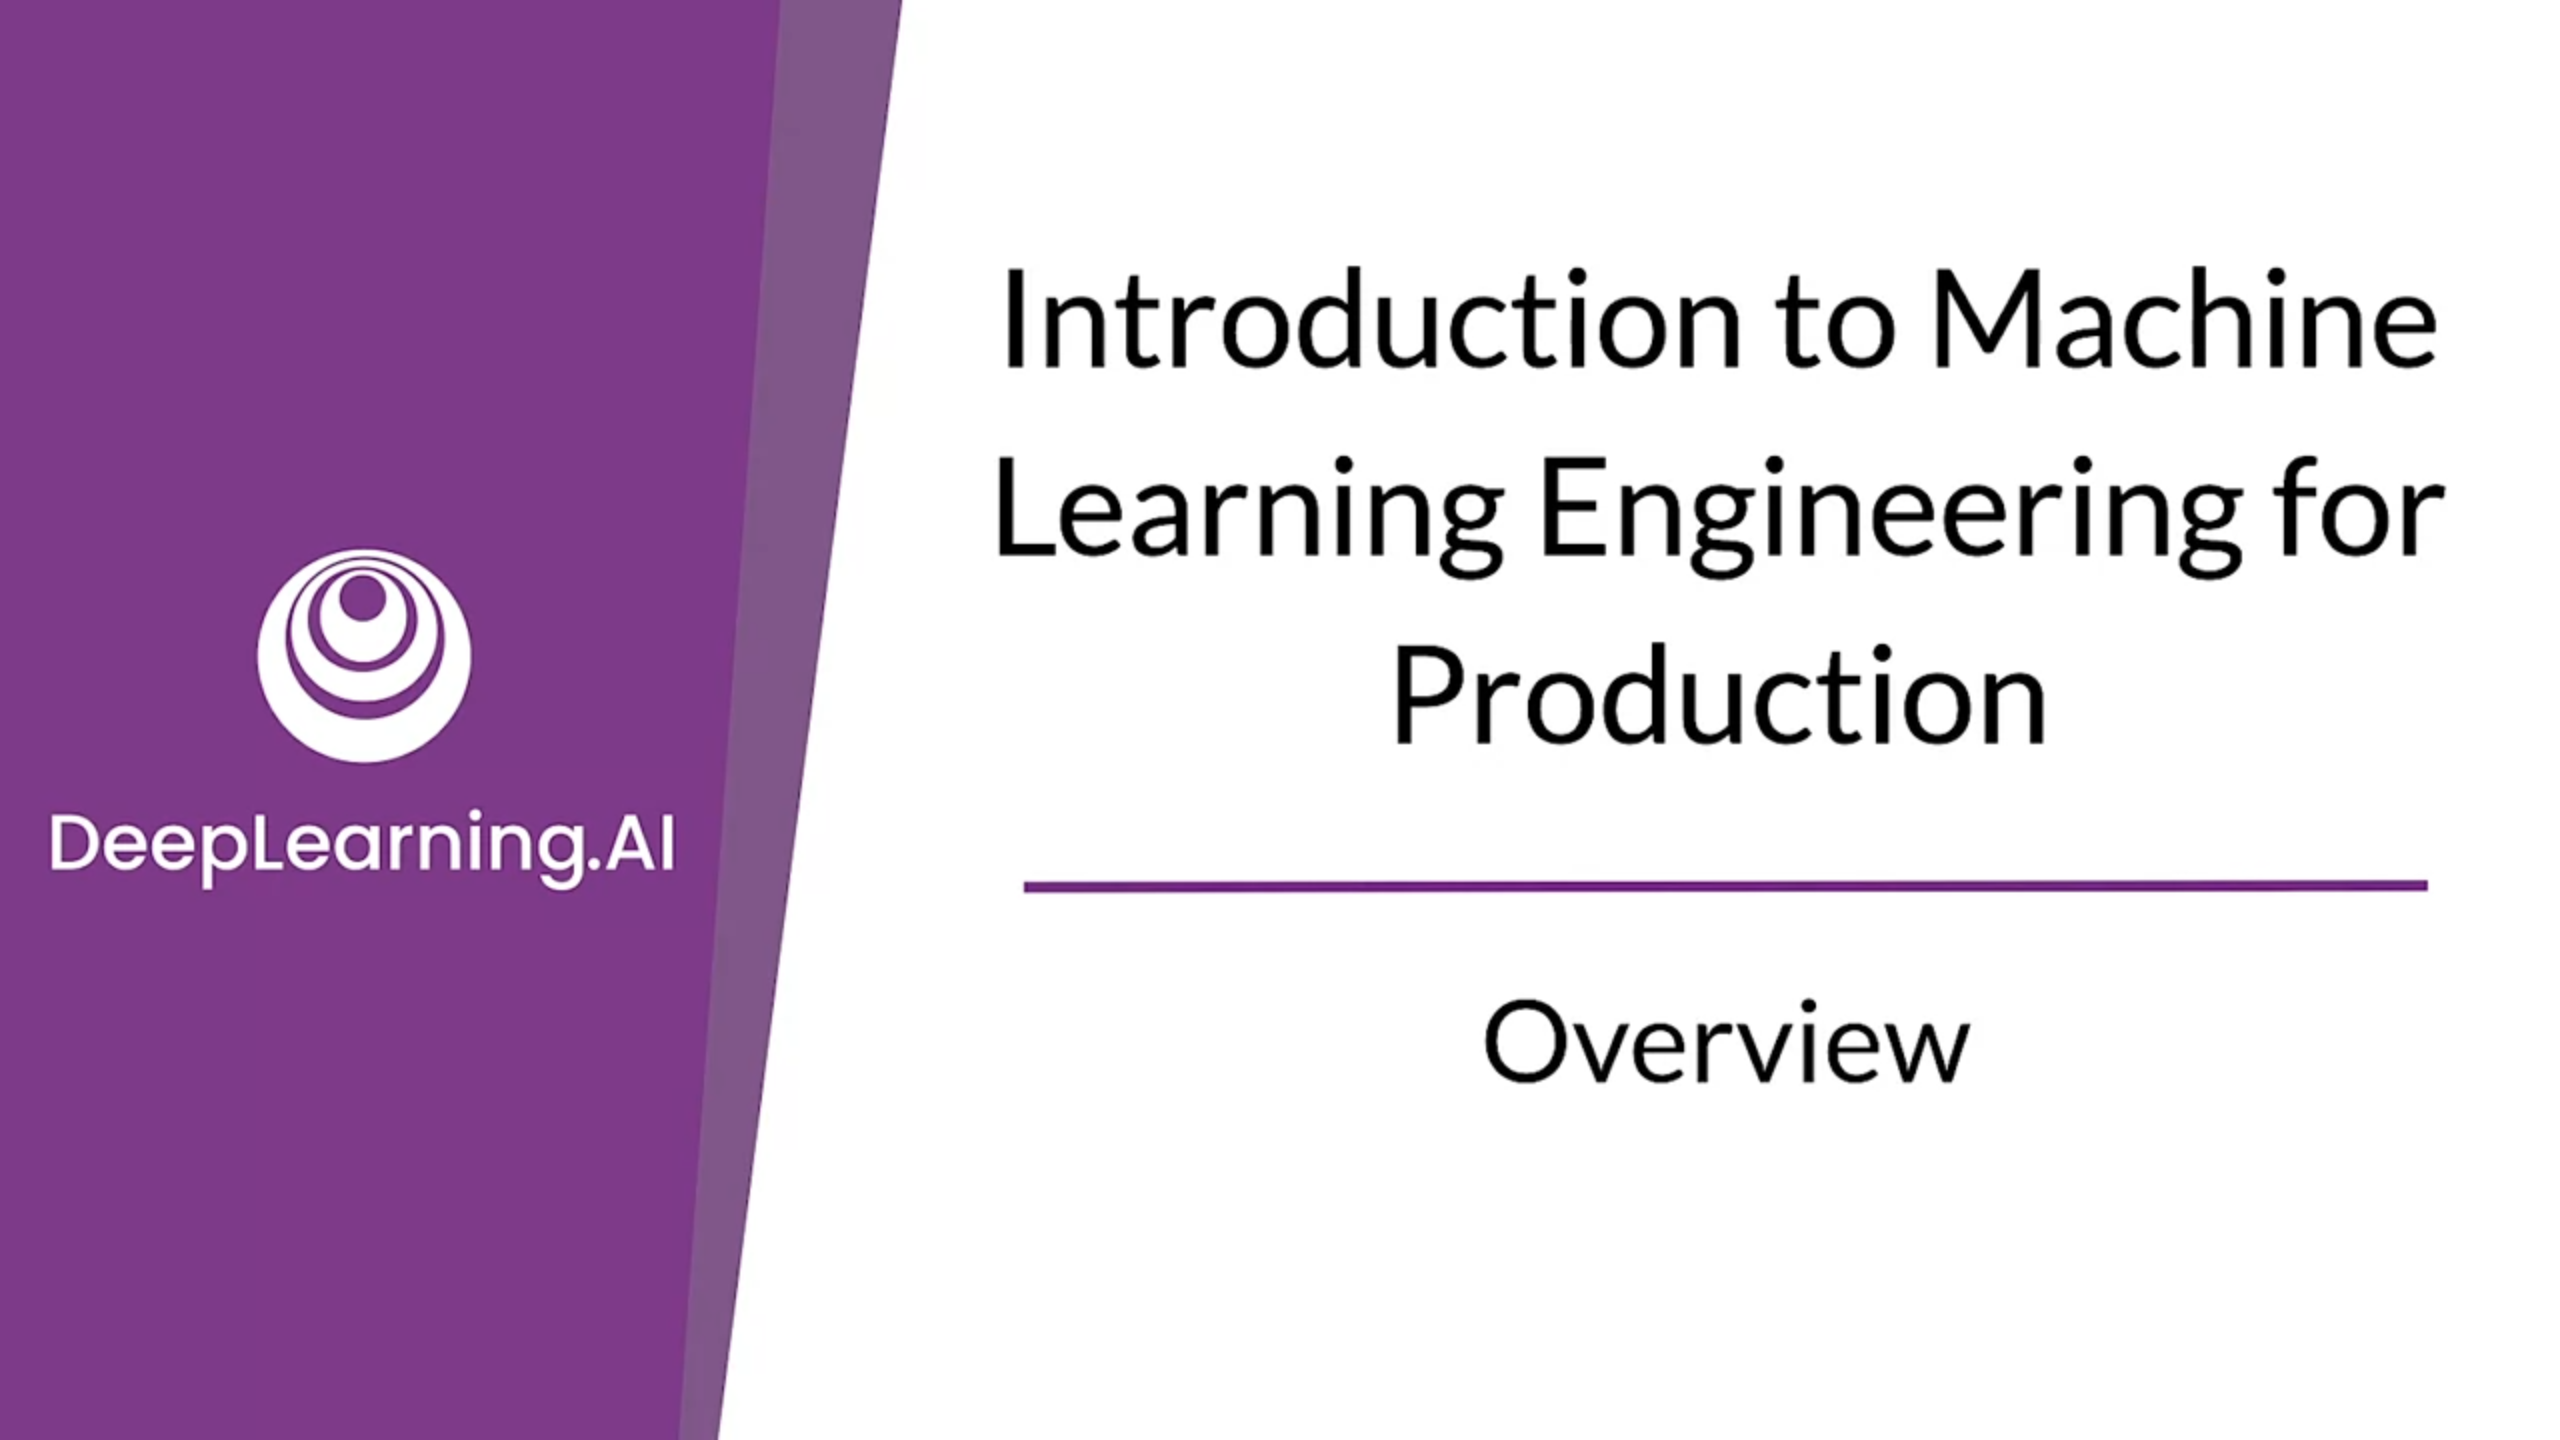 DeepLearning.AI
Introduction to Machine
Learning Engineering for
Production
Overview